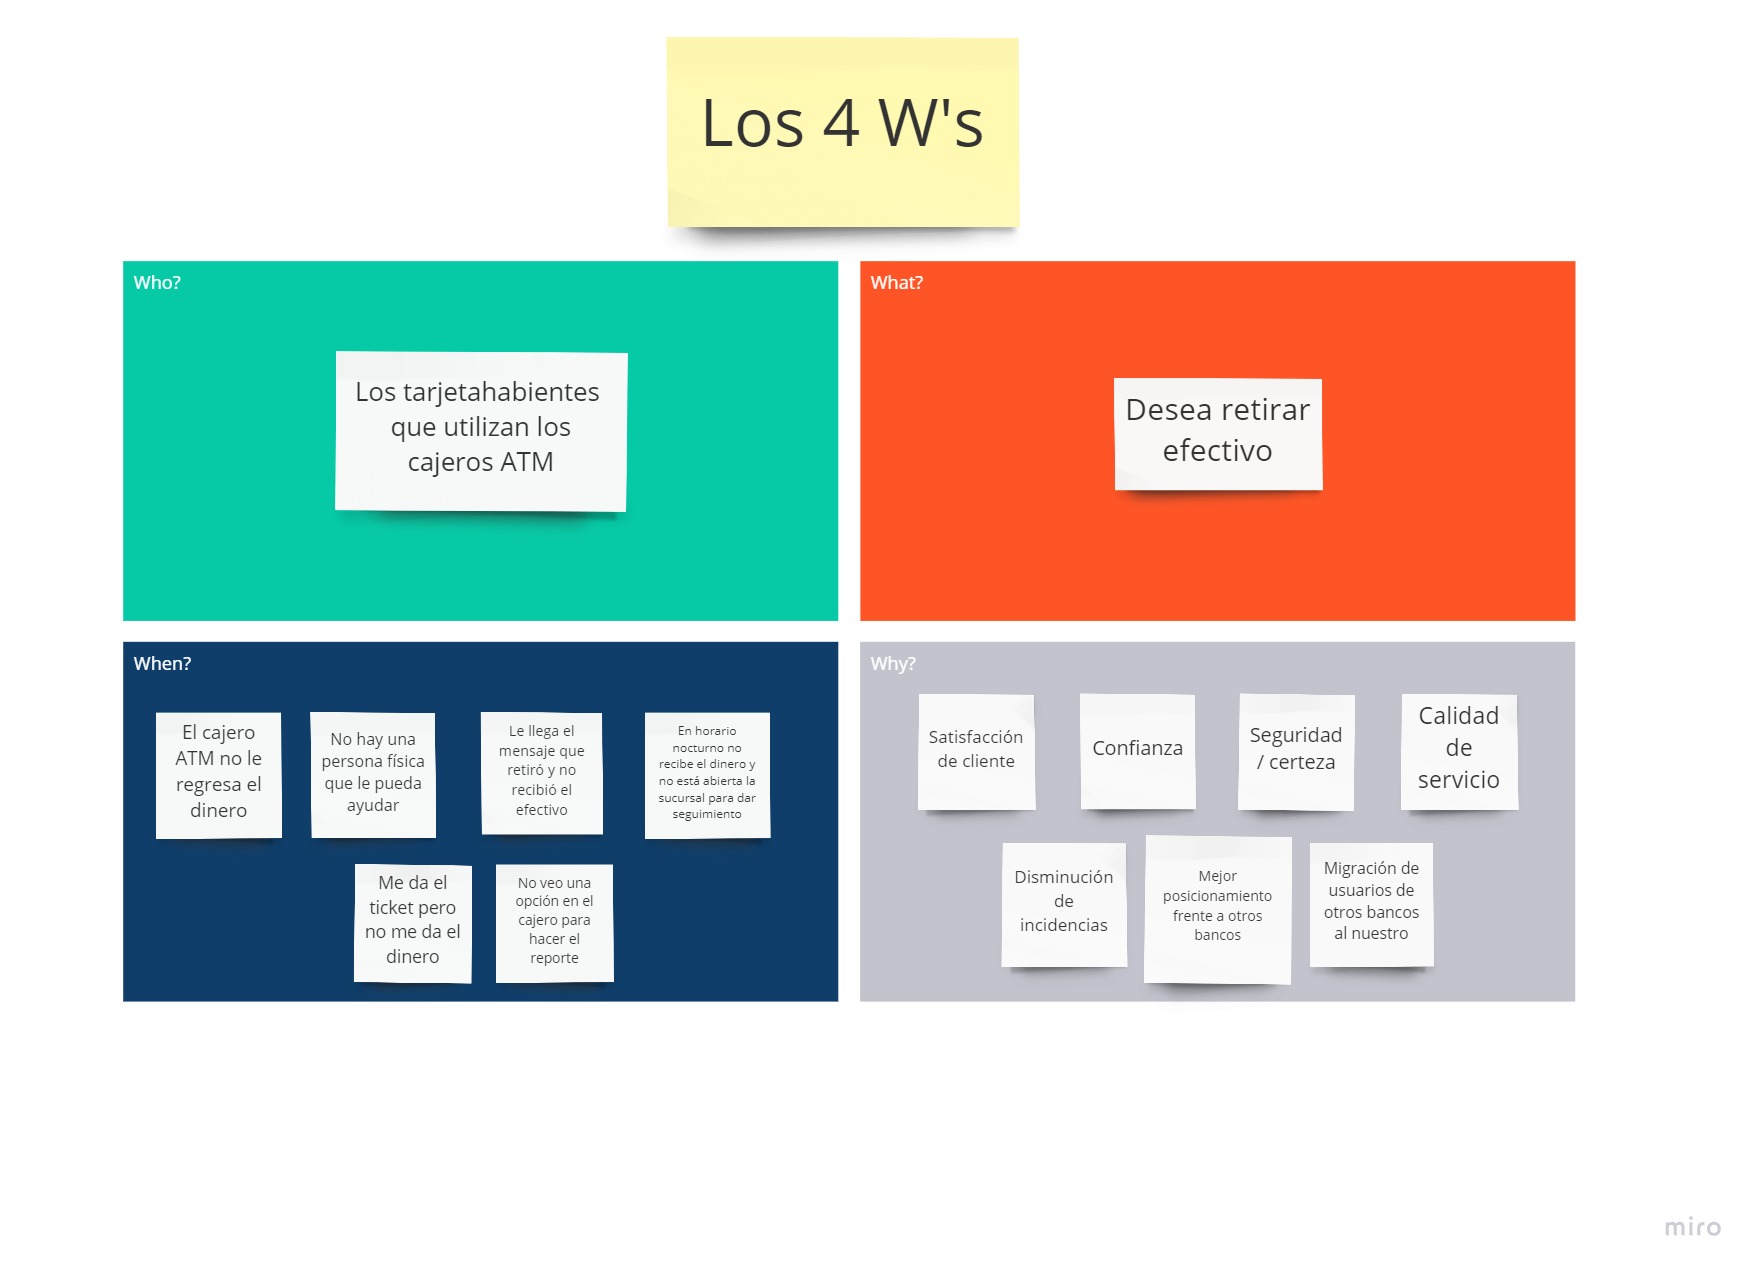 Los 4 W's
Who?
Los tarjetahabientes
que utilizan los
cajeros ATM
What?
Desea retirar
efectivo
When?
El cajero
ATM no le
regresa el
dinero
No hay una
persona física
que le pueda
ayudar
Le llega el
mensaje que
retiró y no
recibió el
efectivo
En horario
nocturno no
recibe el dinero y
no está abierta la
sucursal para dar
seguimiento
Me da el
ticket pero
no me da el
dinero
No veo una
opción en el
cajero para
hacer el
reporte
Why?
Satisfacción
de cliente
Confianza
Seguridad
/ certeza
Calidad
de
servicio
Disminución
de
incidencias
Mejor
posicionamiento
frente a otros
bancos
Migración de
usuarios de
otros bancos
al nuestro
miro